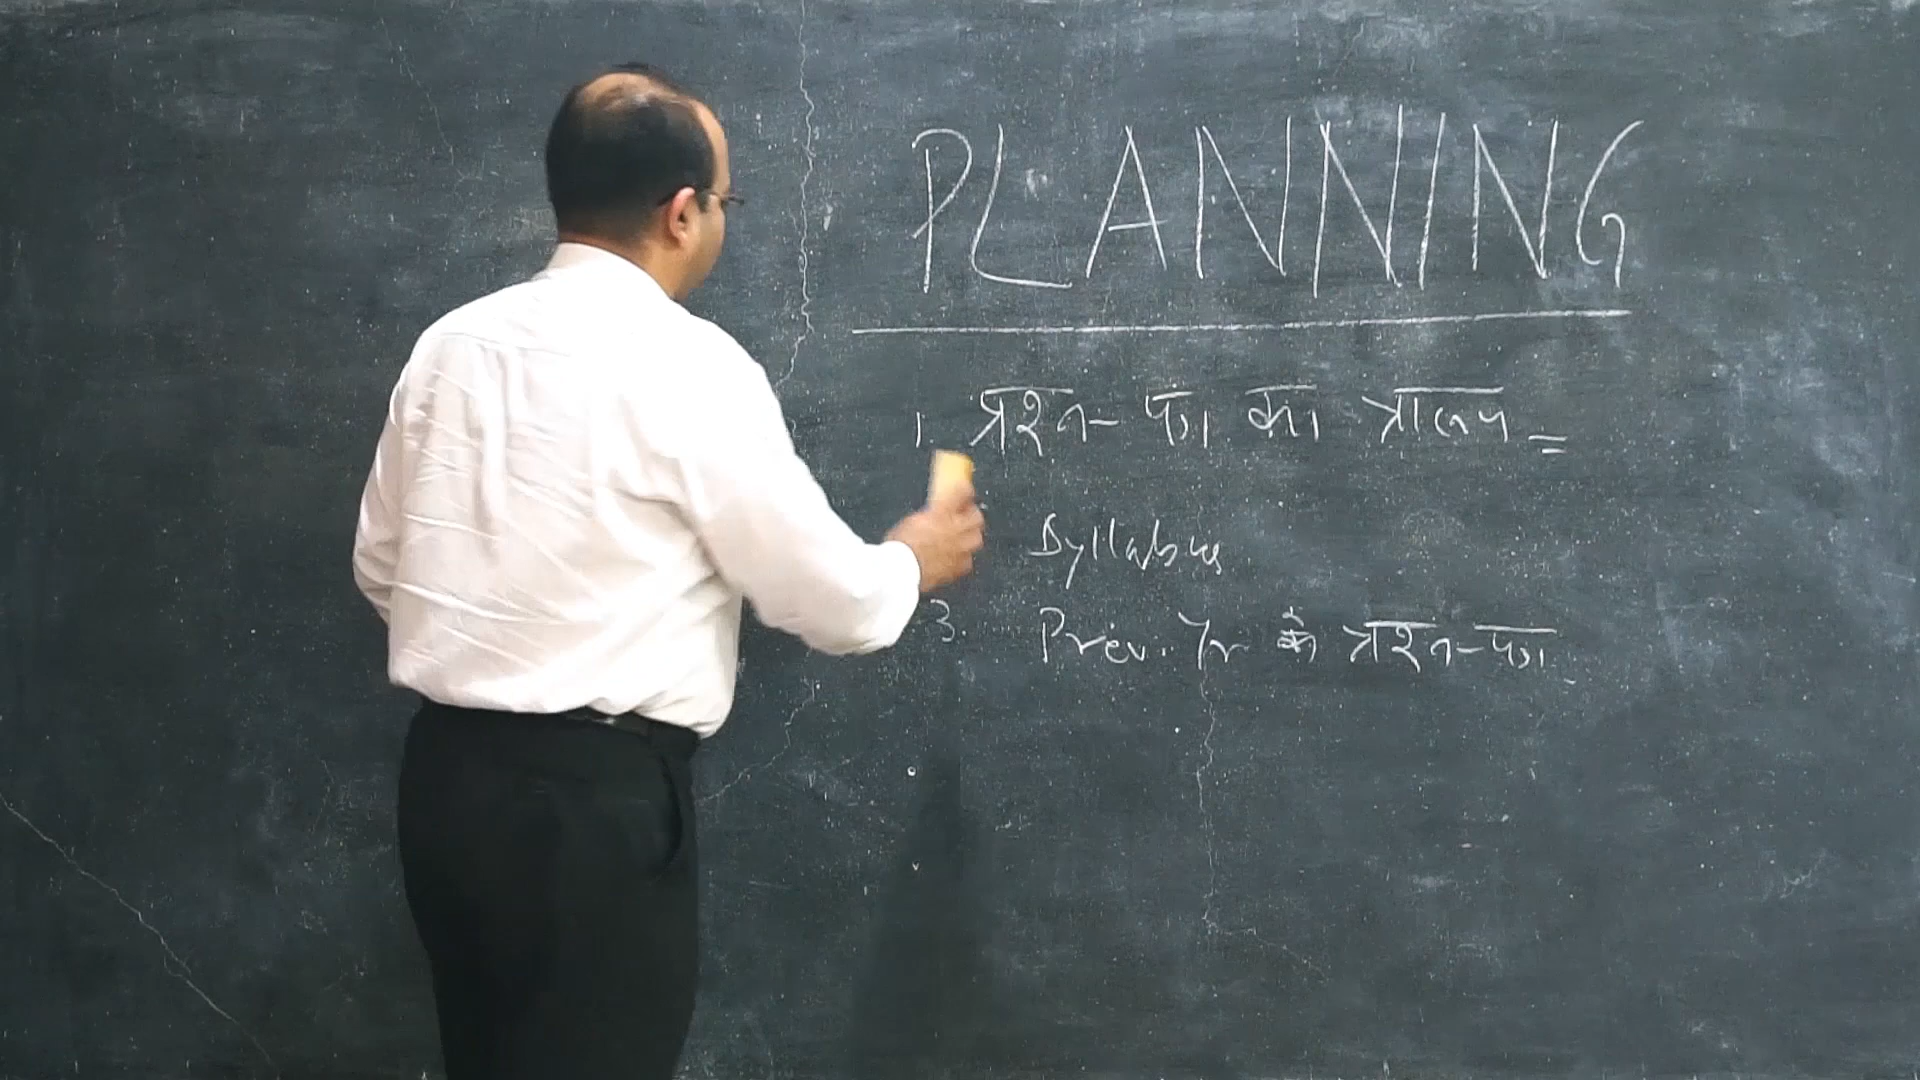 PLANNING
1. प्रश्न-पत्र का प्रारूप =
Syllabus
3. Prev. Yr के प्रश्न-पत्र